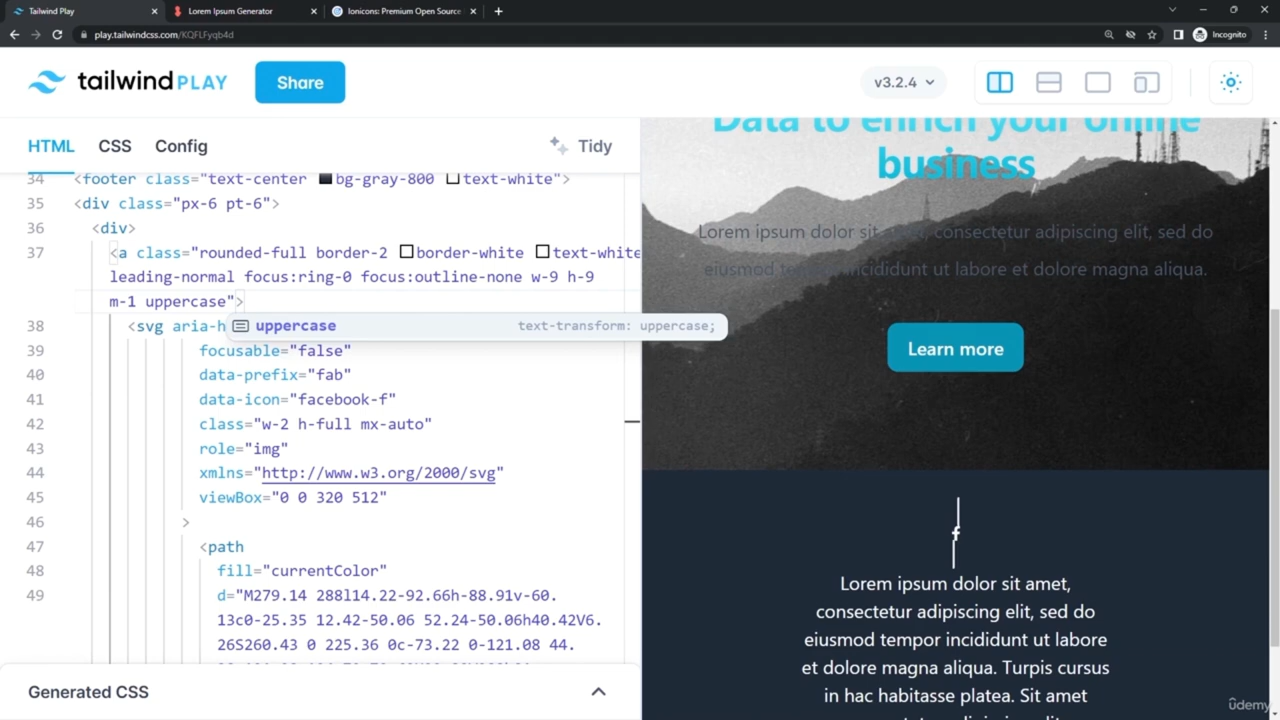 Tailwind Play
Lorem Ipsum Generator
Ionicons: Premium Open Source
play.tailwindcss.com/KQFLFyqb4d
Incognito
tailwind PLAY
Share
v3.2.4
HTML
CSS
Config
Tidy
34 <footer class="text-center bg-gray-800 text-white">
35 <div class="px-6 pt-6">
36 <div>
37 <a class="rounded-full border-2 border-white text-white
leading-normal focus:ring-0 focus:outline-none w-9 h-9
m-1 uppercase">
38 <svg aria-h
uppercase text-transform: uppercase;
39 focusable="false"
40 data-prefix="fab"
41 data-icon="facebook-f"
42 class="w-2 h-full mx-auto"
43 role="img"
44 xmlns="http://www.w3.org/2000/svg"
45 viewBox="0 0 320 512"
46 >
47 <path
48 fill="currentColor"
49 d="M279.14 288l14.22-92.66h-88.91v-60.
13c0-25.35 12.42-50.06 52.24-50.06h40.42V6.
26S260.43 0 225.36 0c-73.22 0-121.08 44.
Generated CSS
Data to enrich your online
business
Lorem ipsum dolor sit amet, consectetur adipiscing elit, sed do
eiusmod tempor incididunt ut labore et dolore magna aliqua.
Learn more
f
Lorem ipsum dolor sit amet,
consectetur adipiscing elit, sed do
eiusmod tempor incididunt ut labore
et dolore magna aliqua. Turpis cursus
in hac habitasse platea. Sit amet
ûdemy